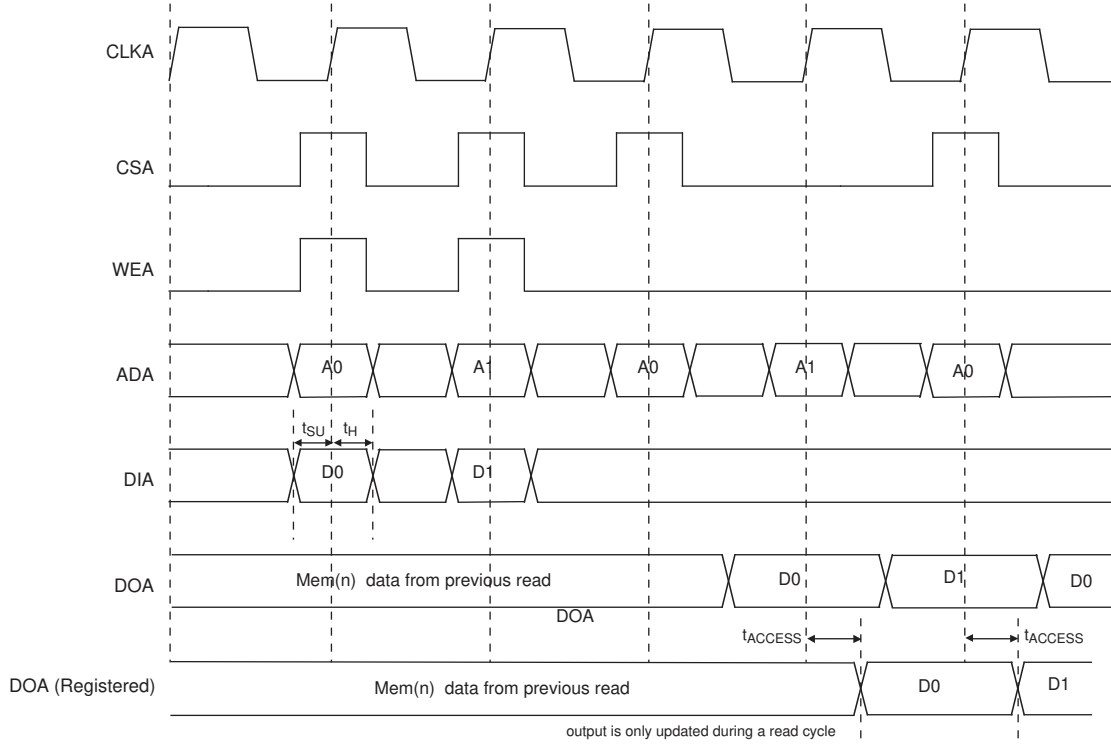 CLKA
CSA
WEA
ADA
A0 A1 A0 A1 A0
tSU tH
DIA
D0 D1
DOA
Mem(n) data from previous read
D0 D1 D0
DOA
tACCESS tACCESS
DOA (Registered)
Mem(n) data from previous read
D0 D1
output is only updated during a read cycle